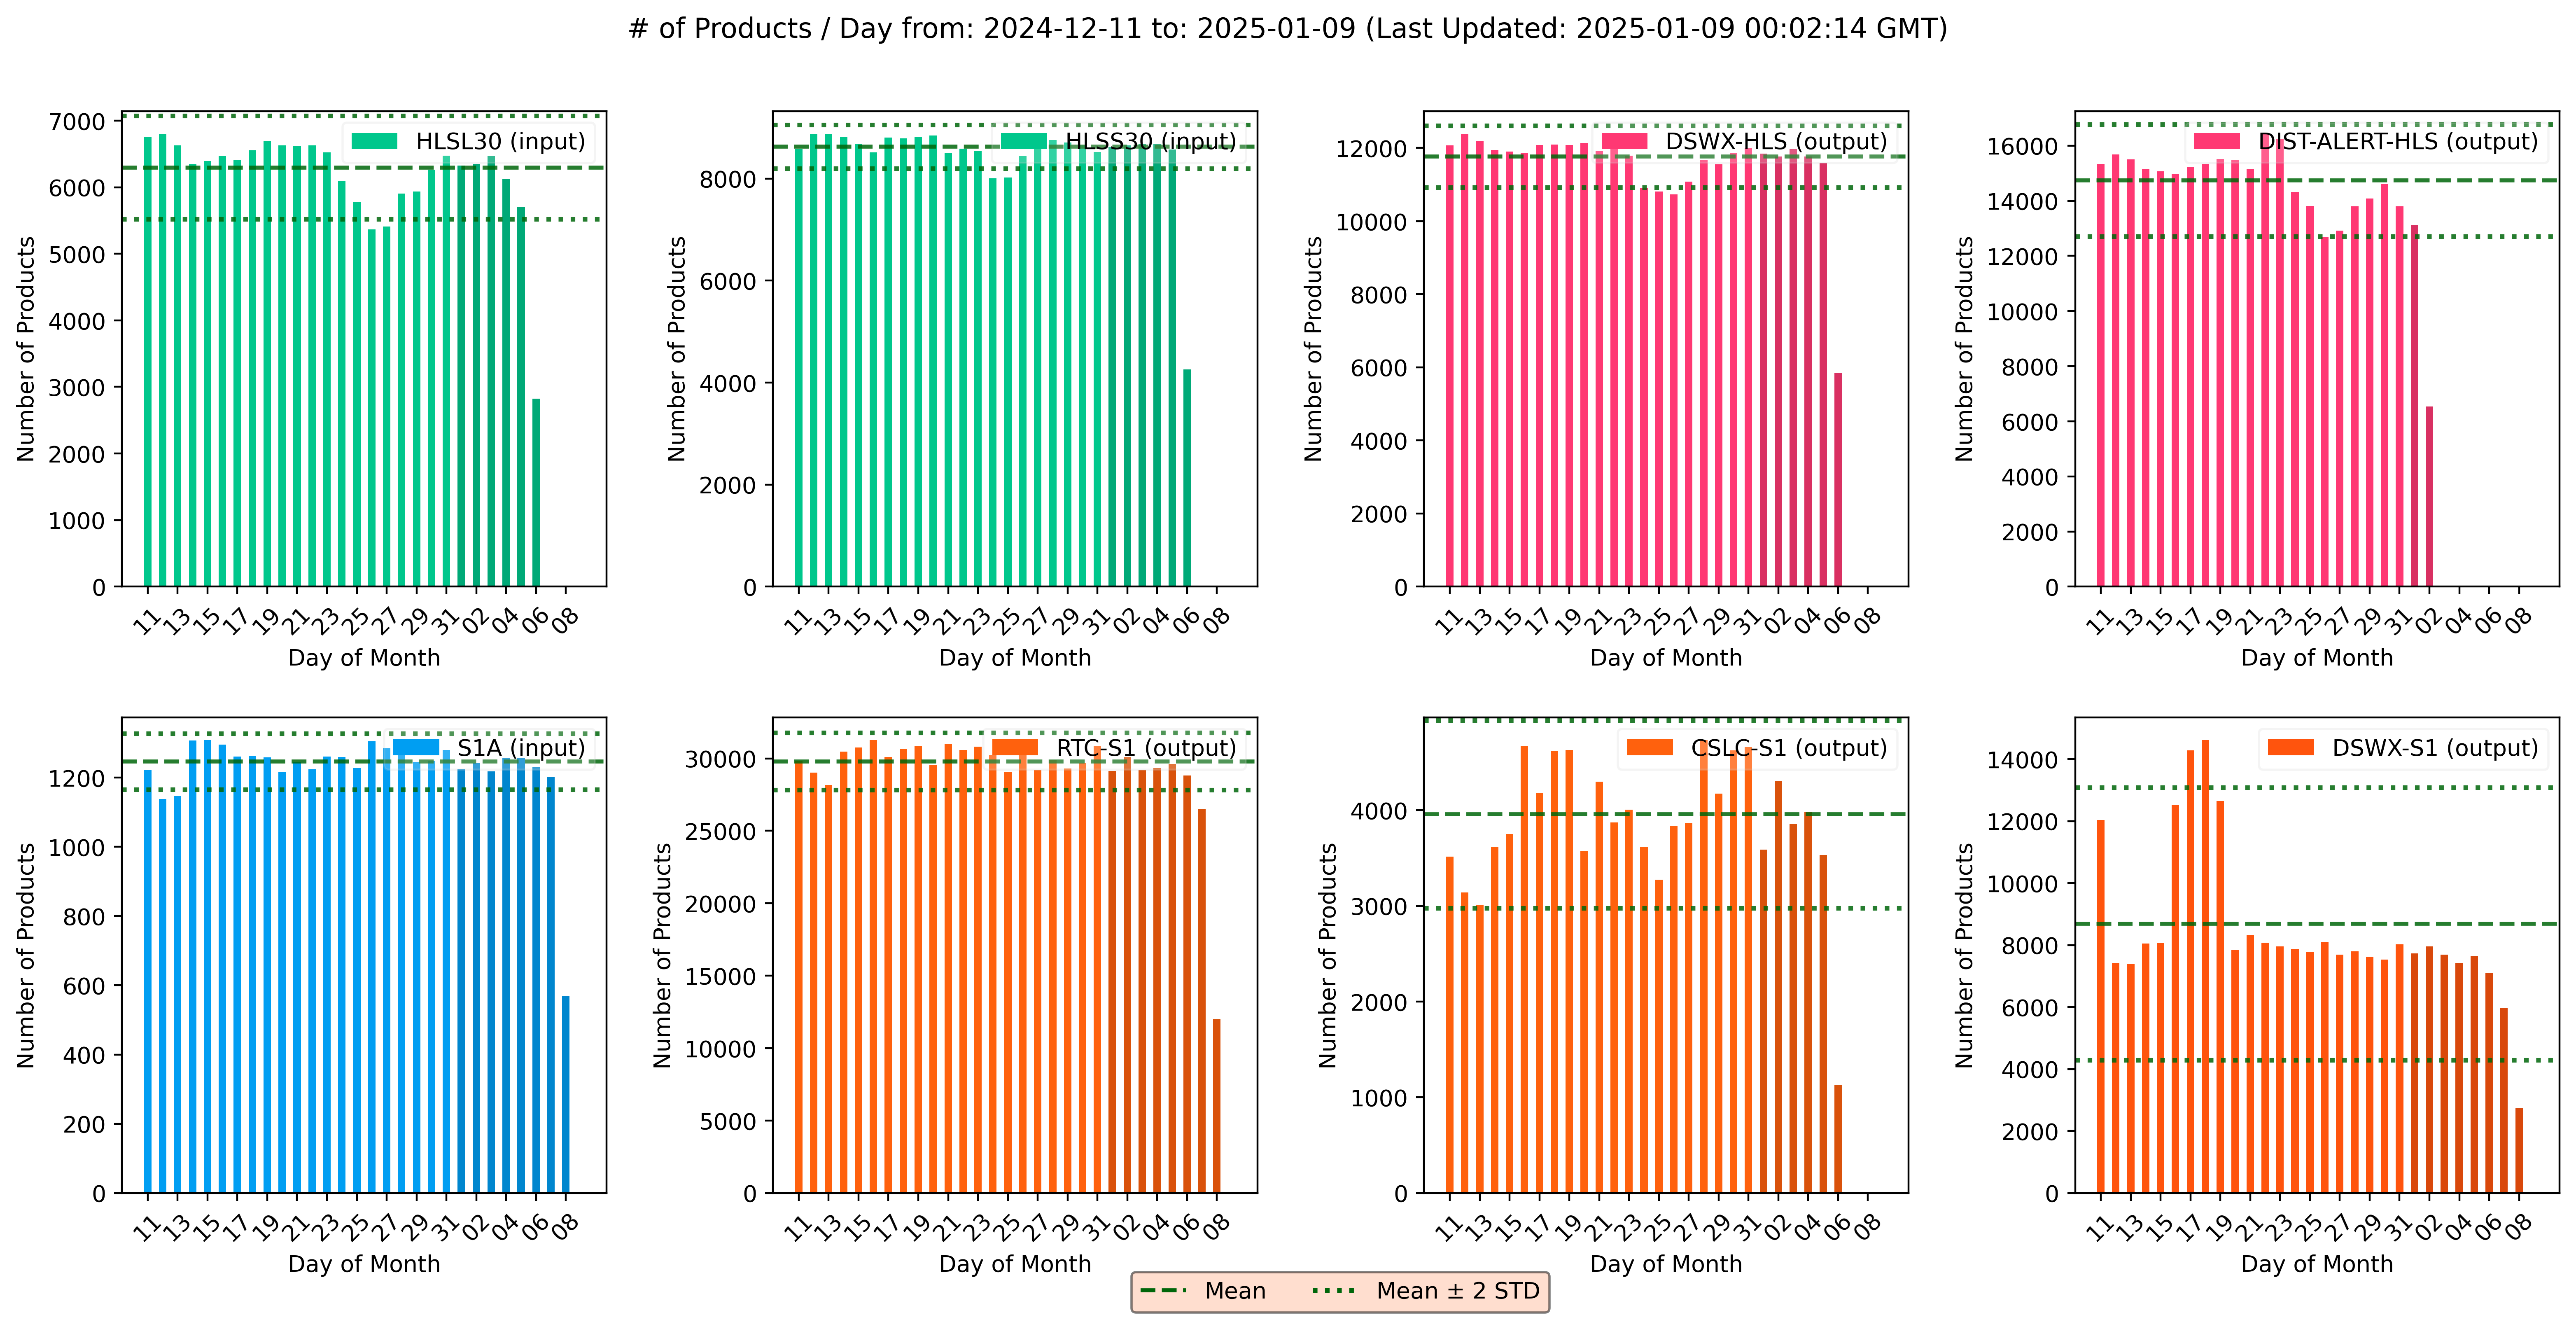 # of Products / Day from: 2024-12-11 to: 2025-01-09 (Last Updated: 2025-01-09 00:02:14 GMT)
Number of Products
7000
6000
5000
4000
3000
2000
1000
0
HLSL30 (input)
11 13 15 17 19 21 23 25 27 29 31 02 04 06 08
Day of Month
Number of Products
8000
6000
4000
2000
0
HLSS30 (input)
11 13 15 17 19 21 23 25 27 29 31 02 04 06 08
Day of Month
Number of Products
12000
10000
8000
6000
4000
2000
0
DSWX-HLS (output)
11 13 15 17 19 21 23 25 27 29 31 02 04 06 08
Day of Month
Number of Products
16000
14000
12000
10000
8000
6000
4000
2000
0
DIST-ALERT-HLS (output)
11 13 15 17 19 21 23 25 27 29 31 02 04 06 08
Day of Month
Number of Products
1200
1000
800
600
400
200
0
S1A (input)
11 13 15 17 19 21 23 25 27 29 31 02 04 06 08
Day of Month
Number of Products
30000
25000
20000
15000
10000
5000
0
RTC-S1 (output)
11 13 15 17 19 21 23 25 27 29 31 02 04 06 08
Day of Month
Number of Products
4000
3000
2000
1000
0
CSLC-S1 (output)
11 13 15 17 19 21 23 25 27 29 31 02 04 06 08
Day of Month
Number of Products
14000
12000
10000
8000
6000
4000
2000
0
DSWX-S1 (output)
11 13 15 17 19 21 23 25 27 29 31 02 04 06 08
Day of Month
Mean
Mean ± 2 STD